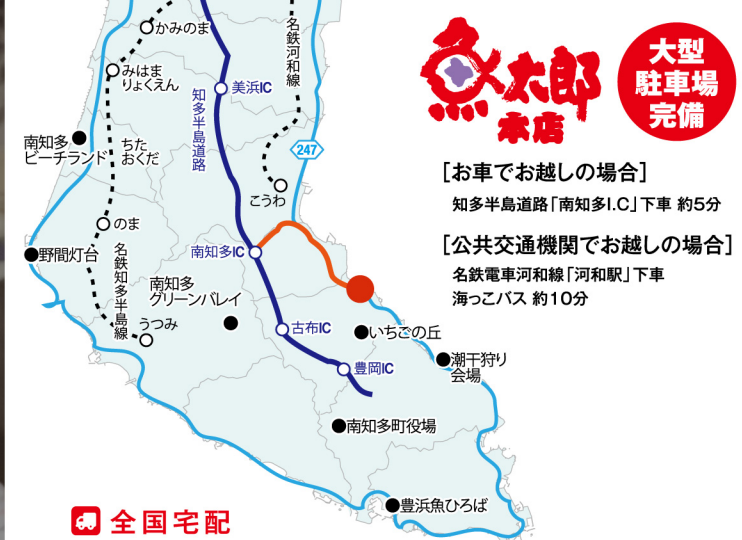 魚太郎
本店
大型
駐車場
完備
[お車でお越しの場合]
知多半島道路「南知多I.C」下車 約5分
[公共交通機関でお越しの場合]
名鉄電車河和線「河和駅」下車
海っこバス 約10分
かみのま
名鉄河和線
みはま
りょくえん
美浜IC
知多半島道路
南知多
ビーチランド
ちた
おくだ
247
こうわ
のま
野間灯台
名鉄知多半島線
南知多IC
南知多
グリーンバレイ
うつみ
古布IC
いちごの丘
豊岡IC
潮干狩り
会場
南知町役場
豊浜魚ひろば
全国宅配